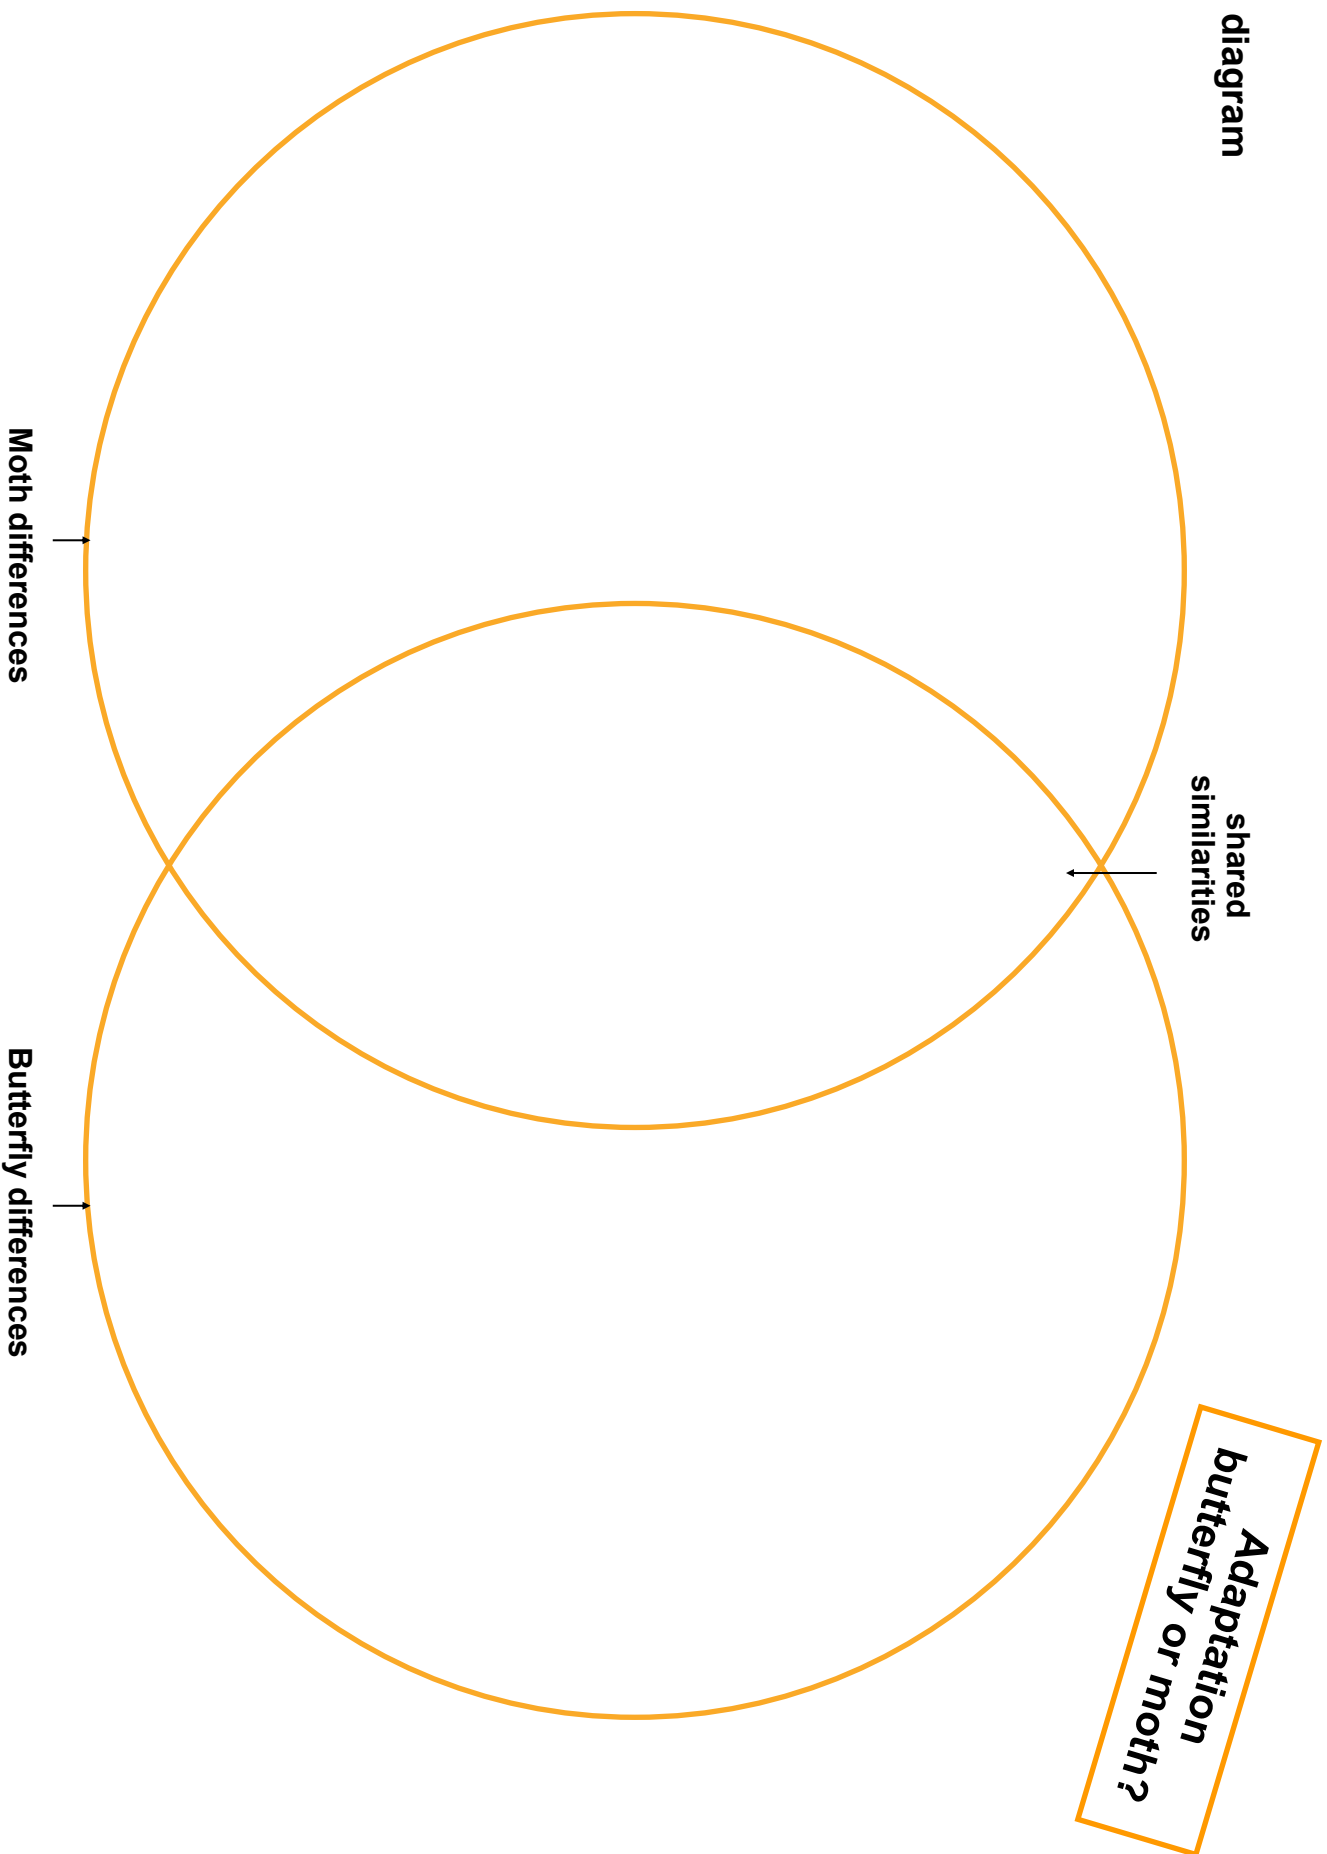 diagram
shared
similarities
Adaptation
butterfly or moth?
Moth differences
Butterfly differences